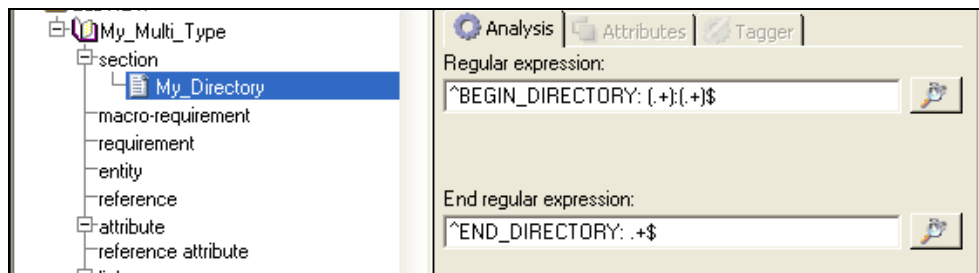 My_Multi_Type
section
My_Directory
macro-requirement
requirement
entity
reference
attribute
reference attribute
Analysis
Attributes
Tagger
Regular expression:
^BEGIN_DIRECTORY: (.+):(.+)$
End regular expression:
^END_DIRECTORY: .+$